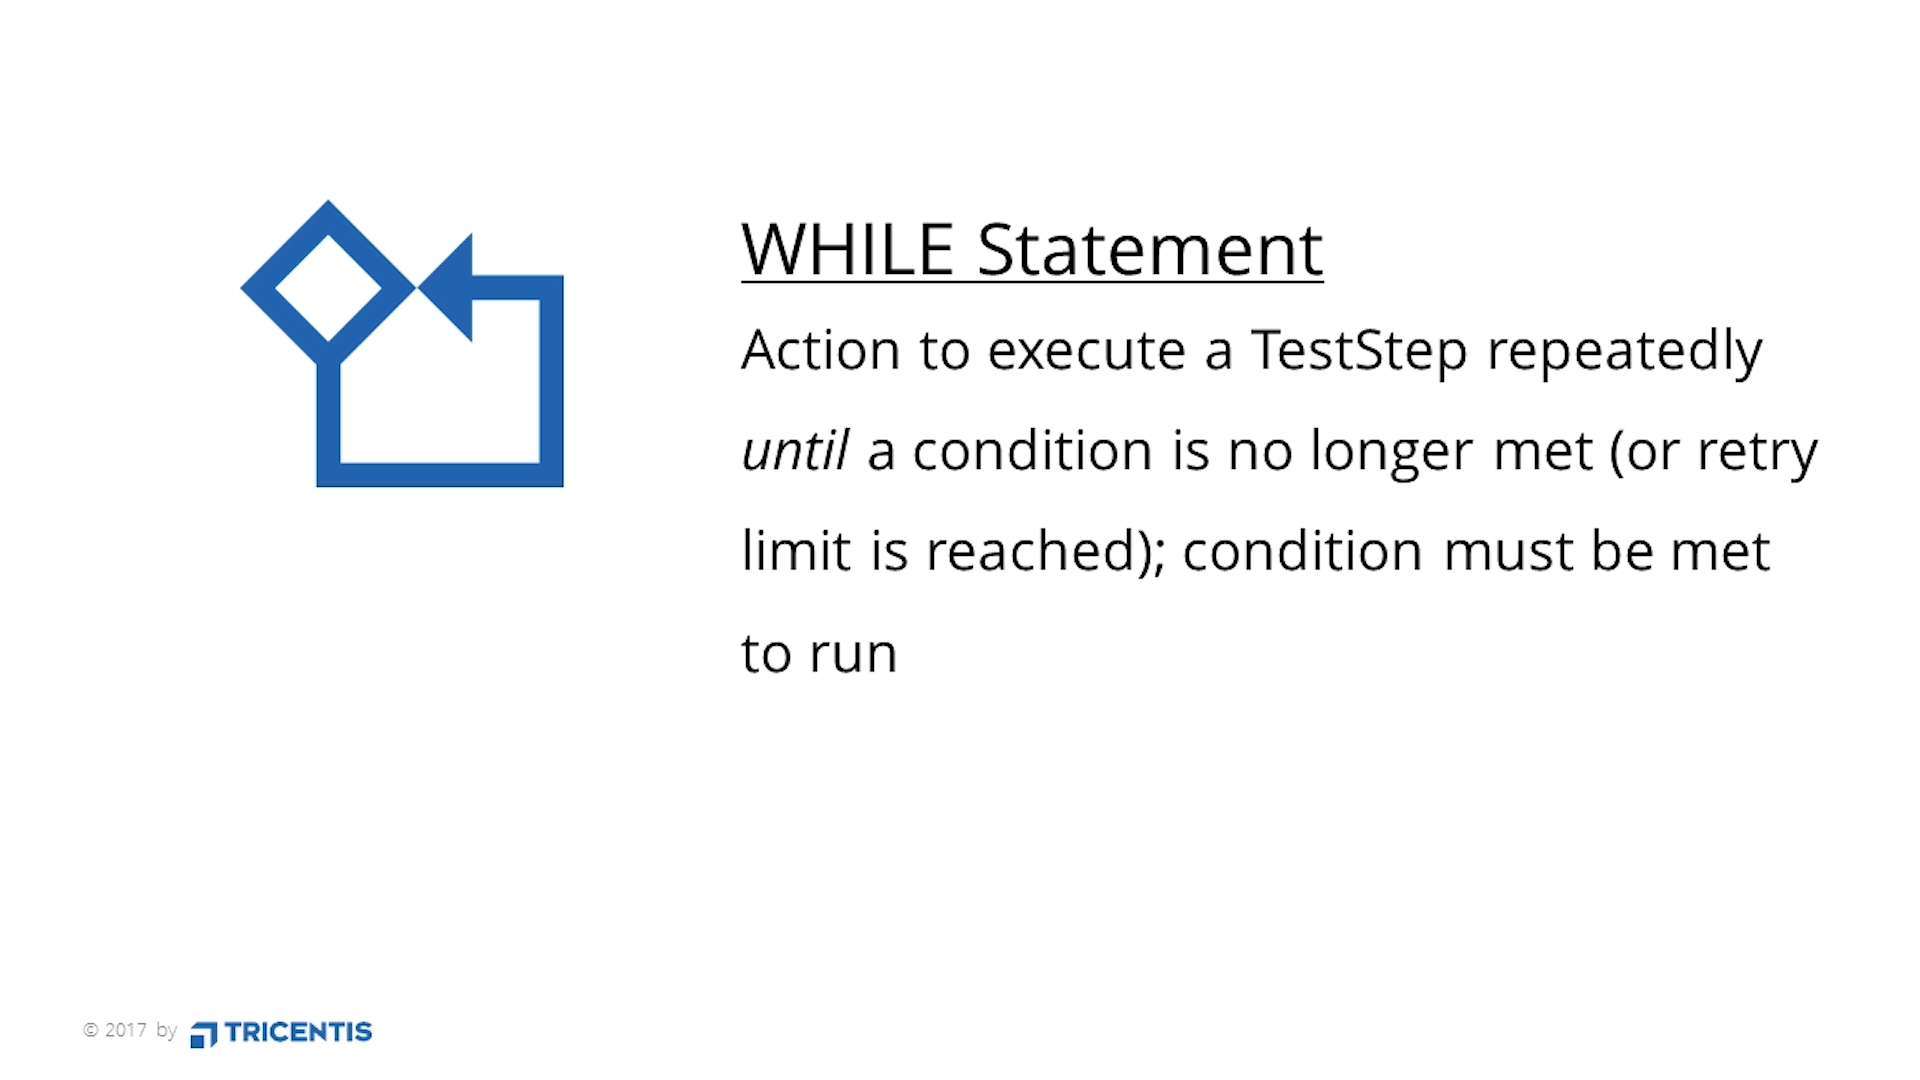 WHILE Statement
Action to execute a TestStep repeatedly
until a condition is no longer met (or retry
limit is reached); condition must be met
to run
© 2017 by TRICENTIS